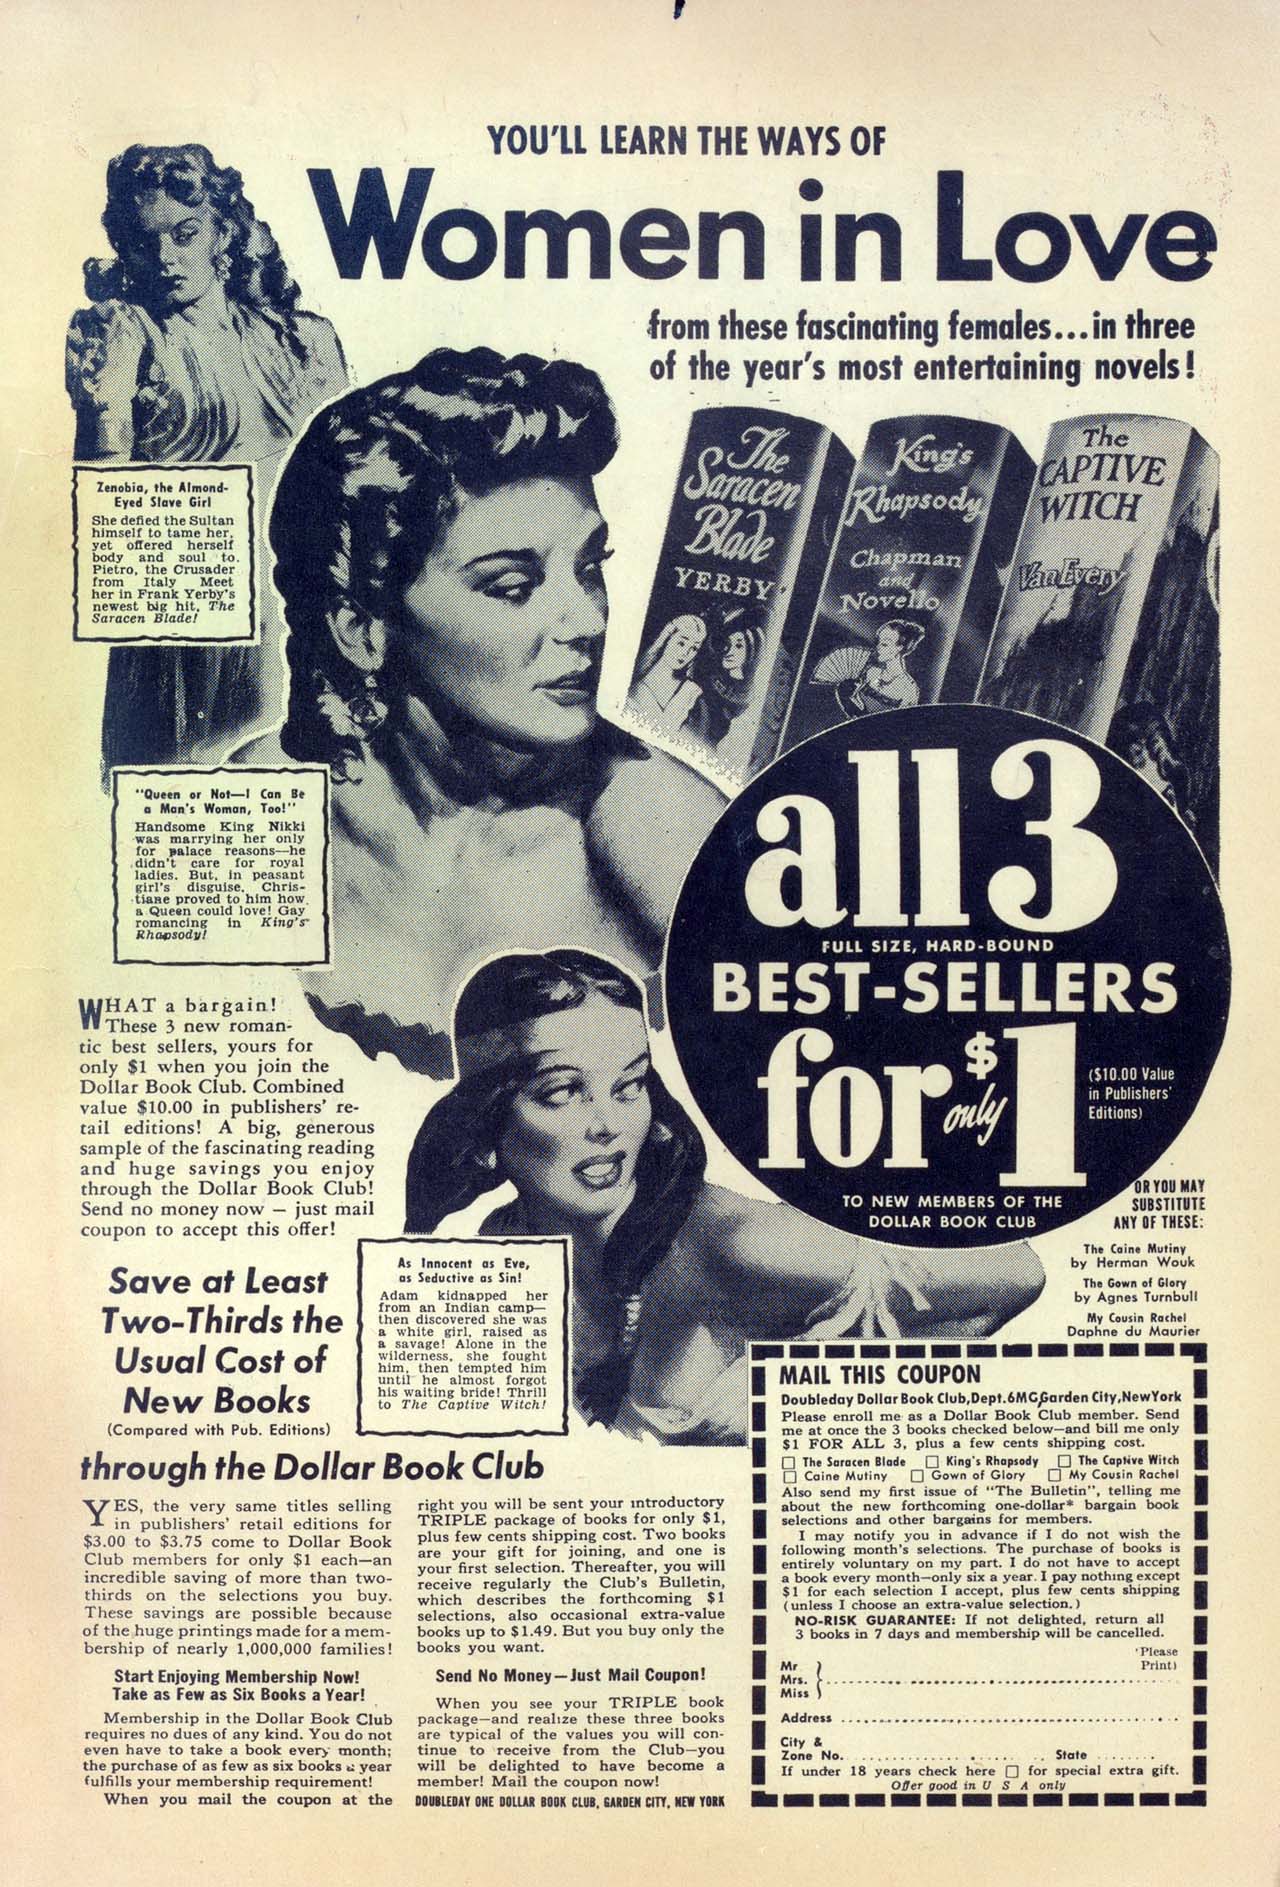 YOU'LL LEARN THE WAYS OF
Women in Love
from these fascinating females...in three
of the year's most entertaining novels!
The
Saracen
Blade
YERBY
King's
Rhapsody
Chapman
and
Novello
The
CAPTIVE
WITCH
Van Every
Zenobia, the Almond-
Eyed Slave Girl
She defied the Sultan
himself to tame her,
yet offered herself
body and soul to
Pietro, the Crusader
from Italy Meet
her in Frank Yerby's
newest big hit, The
Saracen Blade!
"Queen or Not—I Can Be
a Man's Woman, Too!"
Handsome King Nikki
was marrying her only
for palace reasons—he
didn't care for royal
ladies. But, in peasant
girl's disguise, Chris-
tiane proved to him how
a Queen could love! Gay
romancing in King's
Rhapsody!
all 3
FULL SIZE, HARD-BOUND
BEST-SELLERS
for only $1
($10.00 Value
in Publishers'
Editions)
TO NEW MEMBERS OF THE
DOLLAR BOOK CLUB
OR YOU MAY
SUBSTITUTE
ANY OF THESE:
The Caine Mutiny
by Herman Wouk
The Gown of Glory
by Agnes Turnbull
My Cousin Rachel
Daphne du Maurier
WHAT a bargain!
These 3 new roman-
tic best sellers, yours for
only $1 when you join the
Dollar Book Club. Combined
value $10.00 in publishers' re-
tail editions! A big, generous
sample of the fascinating reading
and huge savings you enjoy
through the Dollar Book Club!
Send no money now — just mail
coupon to accept this offer!
As Innocent as Eve,
as Seductive as Sin!
Adam kidnapped her
from an Indian camp—
then discovered she was
a white girl, raised as
a savage! Alone in the
wilderness, she fought
him, then tempted him
until he almost forgot
his waiting bride! Thrill
to The Captive Witch!
Save at Least
Two-Thirds the
Usual Cost of
New Books
(Compared with Pub. Editions)
through the Dollar Book Club
YES, the very same titles selling
in publishers' retail editions for
$3.00 to $3.75 come to Dollar Book
Club members for only $1 each—an
incredible saving of more than two-
thirds on the selections you buy.
These savings are possible because
of the huge printings made for a mem-
bership of nearly 1,000,000 families!
Start Enjoying Membership Now!
Take as Few as Six Books a Year!
Membership in the Dollar Book Club
requires no dues of any kind. You do not
even have to take a book every month;
the purchase of as few as six books a year
fulfills your membership requirement!
When you mail the coupon at the
right you will be sent your introductory
TRIPLE package of books for only $1,
plus few cents shipping cost. Two books
are your gift for joining, and one is
your first selection. Thereafter, you will
receive regularly the Club's Bulletin,
which describes the forthcoming $1
selections, also occasional extra-value
books up to $1.49. But you buy only the
books you want.
Send No Money—Just Mail Coupon!
When you see your TRIPLE book
package—and realize these three books
are typical of the values you will con-
tinue to receive from the Club—you
will be delighted to have become a
member! Mail the coupon now!
DOUBLEDAY ONE DOLLAR BOOK CLUB, GARDEN CITY, NEW YORK
MAIL THIS COUPON
Doubleday Dollar Book Club, Dept. 6MG, Garden City, New York
Please enroll me as a Dollar Book Club member. Send
me at once the 3 books checked below—and bill me only
$1 FOR ALL 3, plus a few cents shipping cost.
☐ The Saracen Blade ☐ King's Rhapsody ☐ The Captive Witch
☐ Caine Mutiny ☐ Gown of Glory ☐ My Cousin Rachel
Also send my first issue of "The Bulletin", telling me
about the new forthcoming one-dollar* bargain book
selections and other bargains for members.
I may notify you in advance if I do not wish the
following month's selections. The purchase of books is
entirely voluntary on my part. I do not have to accept
a book every month—only six a year. I pay nothing except
$1 for each selection I accept, plus few cents shipping
(unless I choose an extra-value selection.)
NO-RISK GUARANTEE: If not delighted, return all
3 books in 7 days and membership will be cancelled.
(Please
Print)
Mr.
Mrs.
Miss
Address
City &
Zone No. State
If under 18 years check here ☐ for special extra gift.
Offer good in U S A only